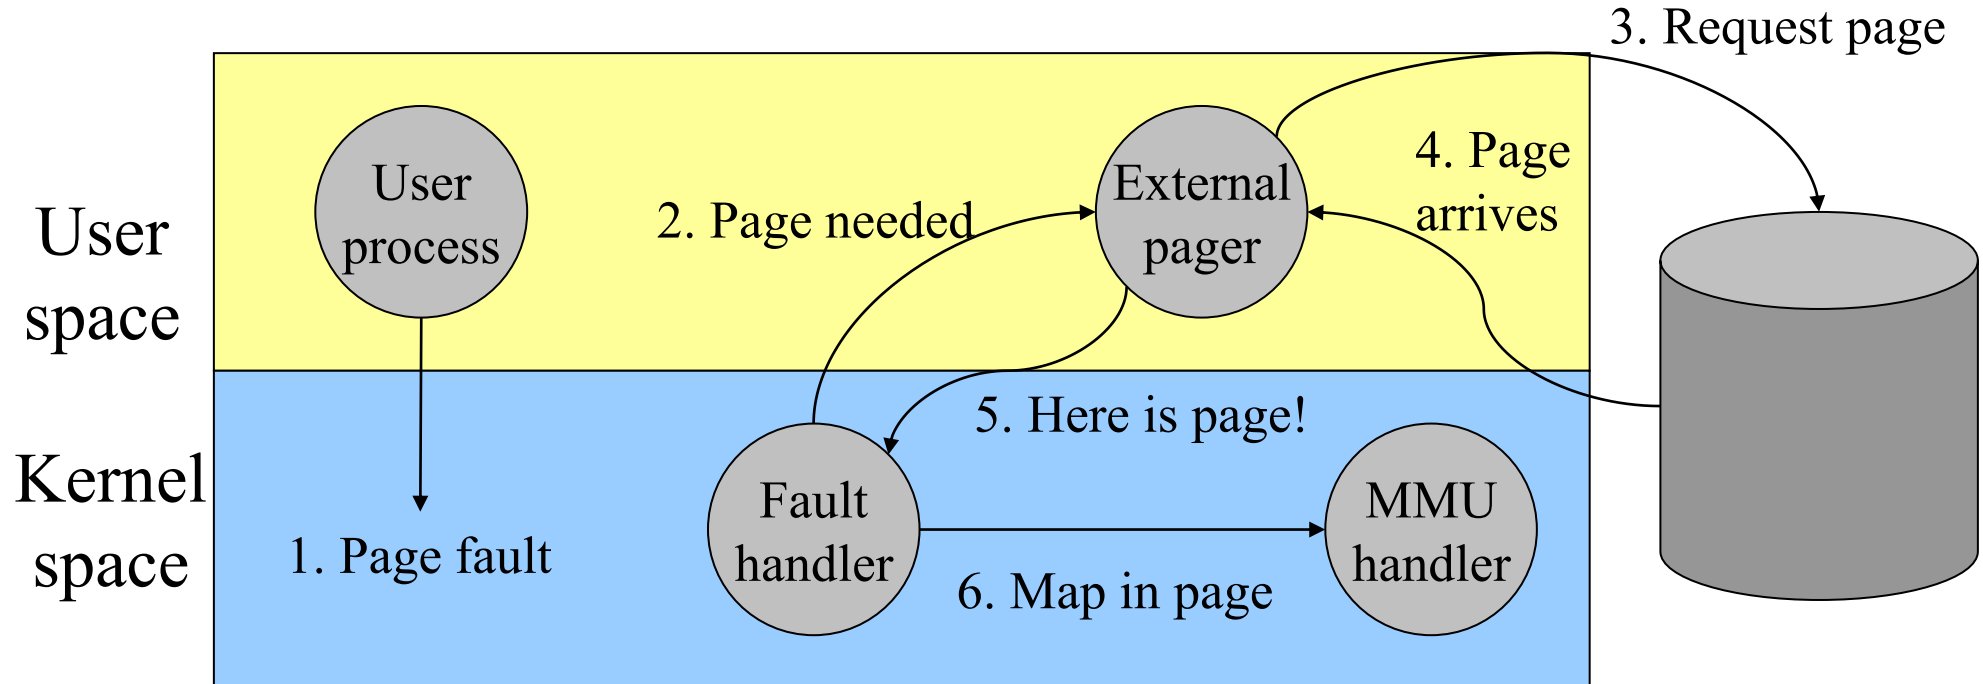 3. Request page
User
process
External
pager
4. Page
arrives
2. Page needed
User
space
5. Here is page!
Kernel
space
Fault
handler
MMU
handler
1. Page fault
6. Map in page